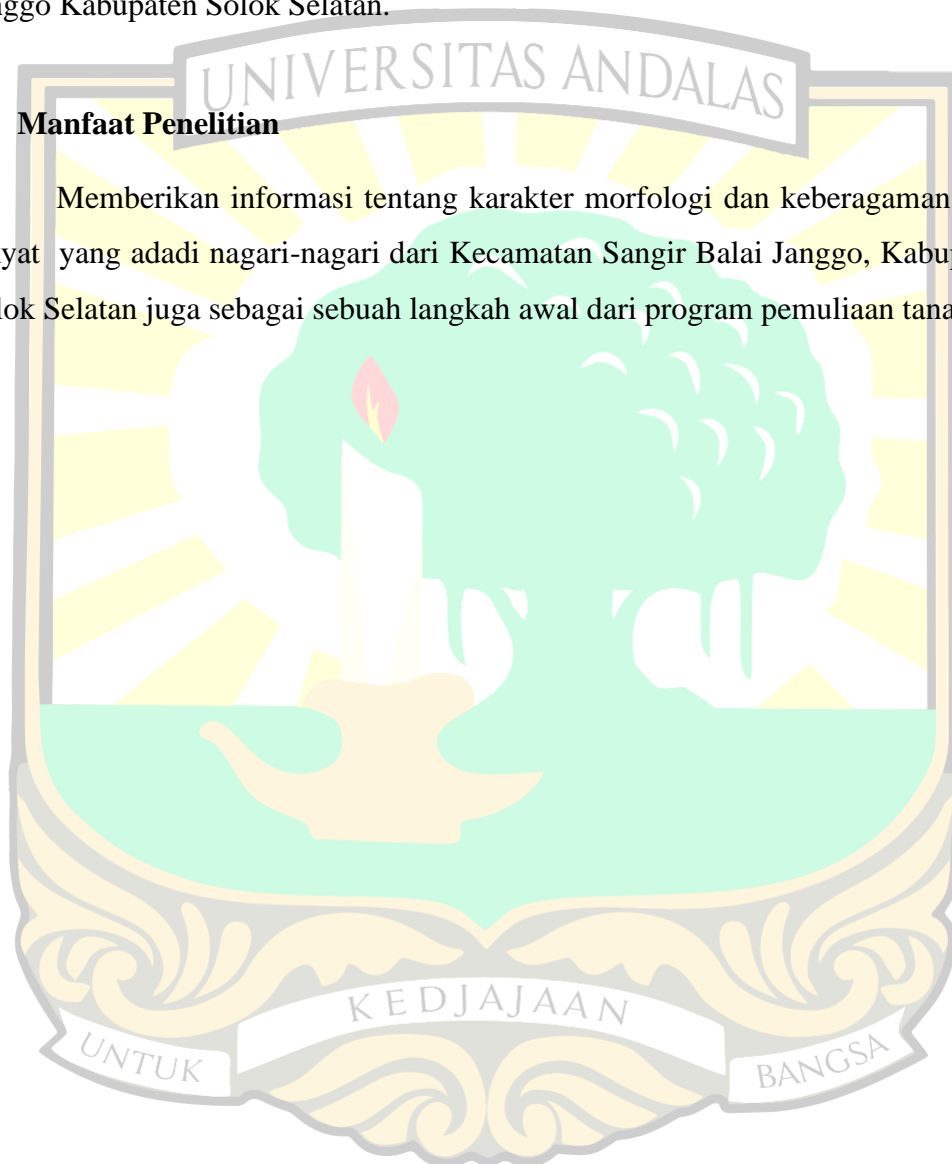 nggo Kabupaten Solok Selatan.
UNIVERSITAS ANDALAS
Manfaat Penelitian
Memberikan informasi tentang karakter morfologi dan keberagaman
yat yang adadi nagari-nagari dari Kecamatan Sangir Balai Janggo, Kabup
lok Selatan juga sebagai sebuah langkah awal dari program pemuliaan tana
KEDJAJAAN
UNTUK
BANGSA